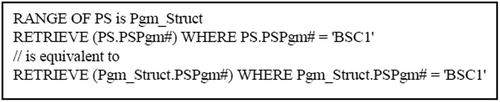 RANGE OF PS is Pgm_Struct
RETRIEVE (PS.PSPgm#) WHERE PS.PSPgm# = 'BSC1'
// is equivalent to
RETRIEVE (Pgm_Struct.PSPgm#) WHERE Pgm_Struct.PSPgm# = 'BSC1'